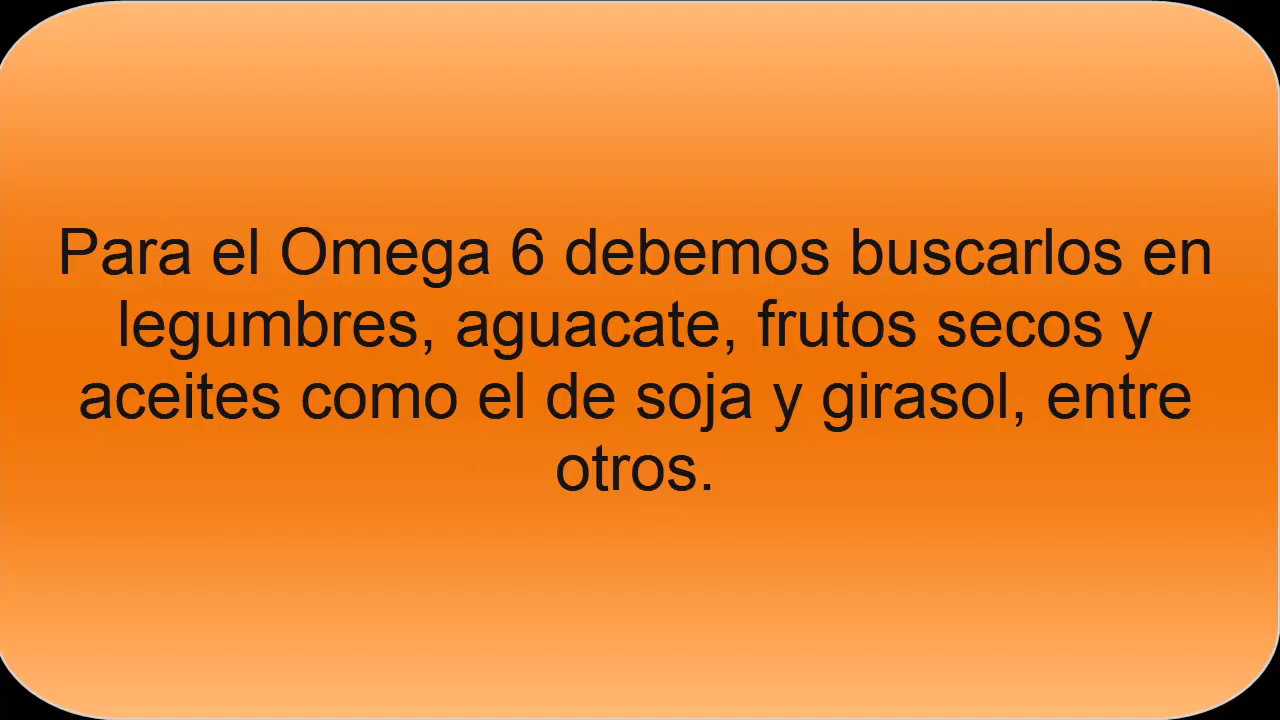 Para el Omega 6 debemos buscarlos en
legumbres, aguacate, frutos secos y
aceites como el de soja y girasol, entre
otros.